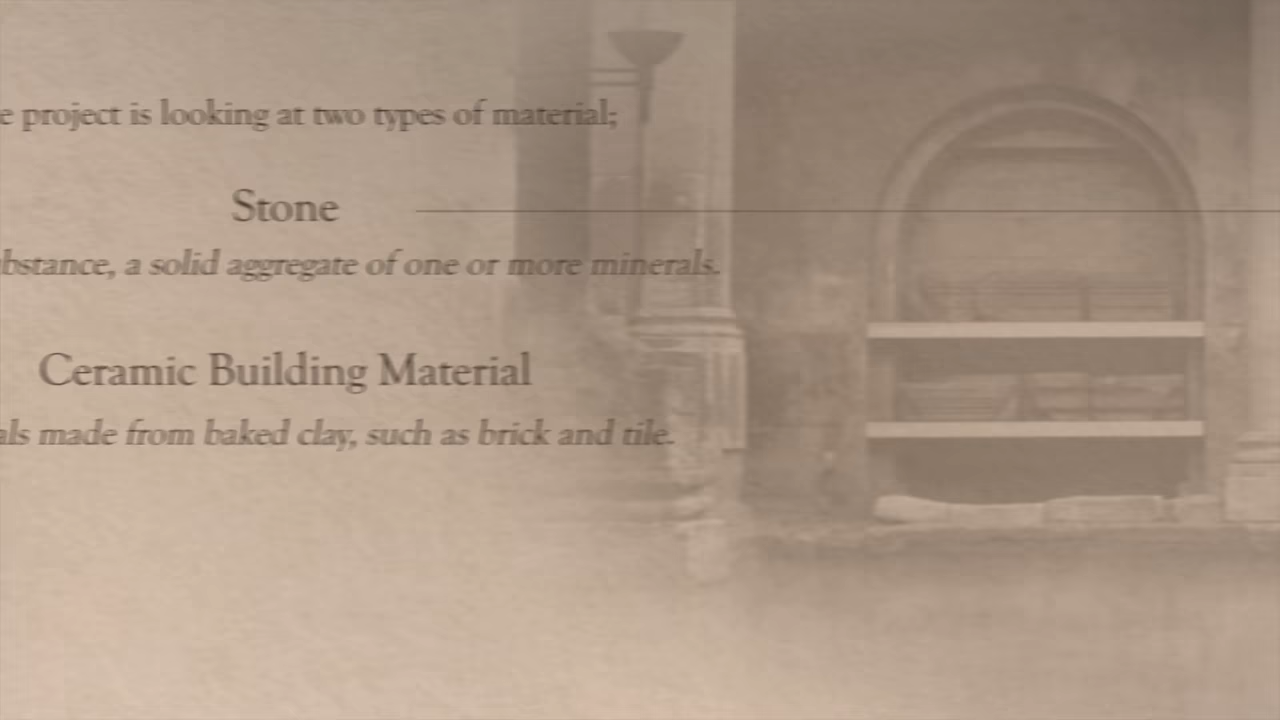 e project is looking at two types of material;
Stone
bstance, a solid aggregate of one or more minerals.
Ceramic Building Material
als made from baked clay, such as brick and tile.